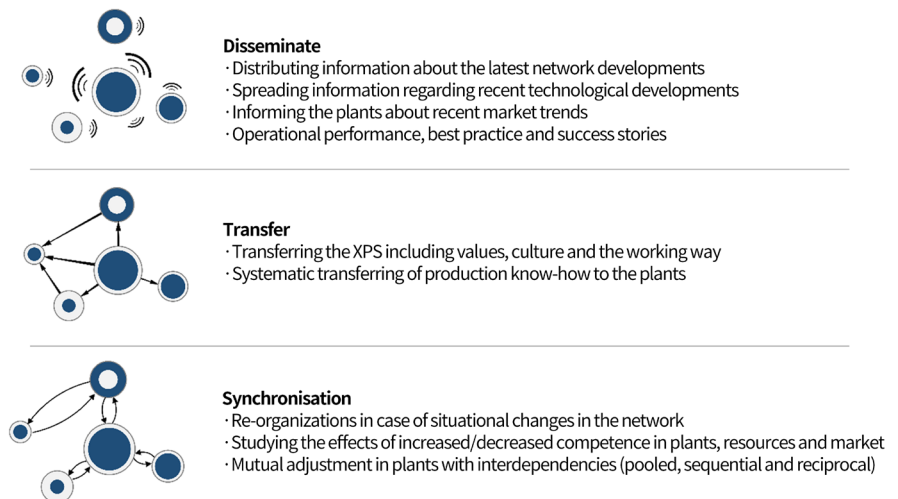 Disseminate
· Distributing information about the latest network developments
· Spreading information regarding recent technological developments
· Informing the plants about recent market trends
· Operational performance, best practice and success stories
Transfer
· Transferring the XPS including values, culture and the working way
· Systematic transferring of production know-how to the plants
Synchronisation
· Re-organizations in case of situational changes in the network
· Studying the effects of increased/decreased competence in plants, resources and market
· Mutual adjustment in plants with interdependencies (pooled, sequential and reciprocal)